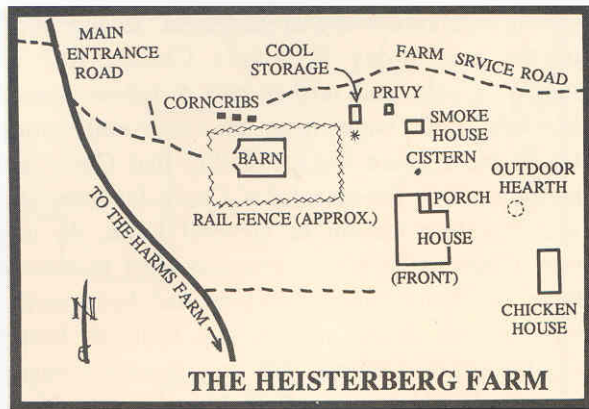 MAIN
ENTRANCE
ROAD
COOL
STORAGE
FARM SRVICE ROAD
PRIVY
CORNCRIBS
SMOKE
HOUSE
*
BARN
CISTERN
OUTDOOR
HEARTH
PORCH
RAIL FENCE (APPROX.)
HOUSE
TO THE HARMS FARM
(FRONT)
CHICKEN
HOUSE
N
THE HEISTERBERG FARM